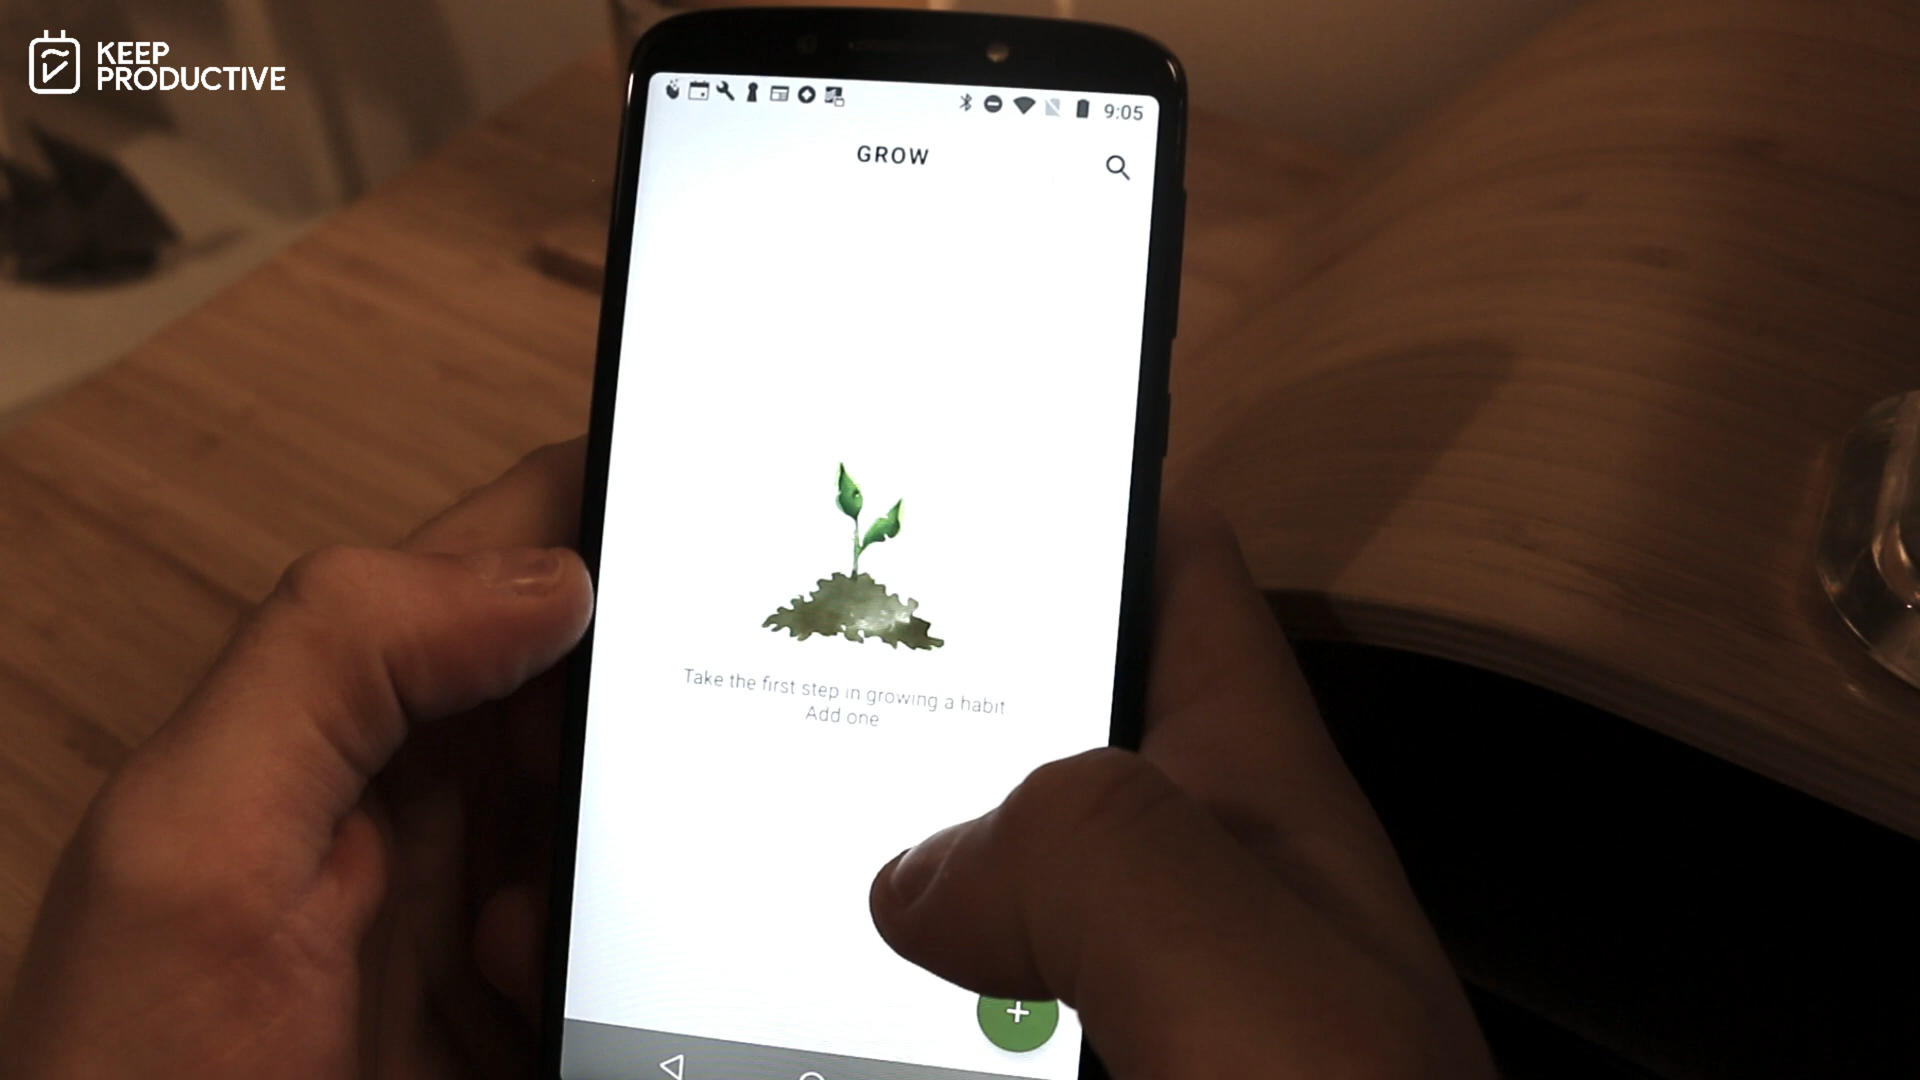 KEEP
PRODUCTIVE
9:05
GROW
Take the first step in growing a habit.
Add one